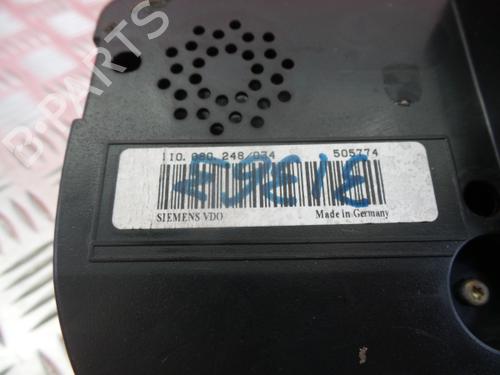 B-PARTS
110.080.248/074 505774
SIEMENS VDO Made in Germany